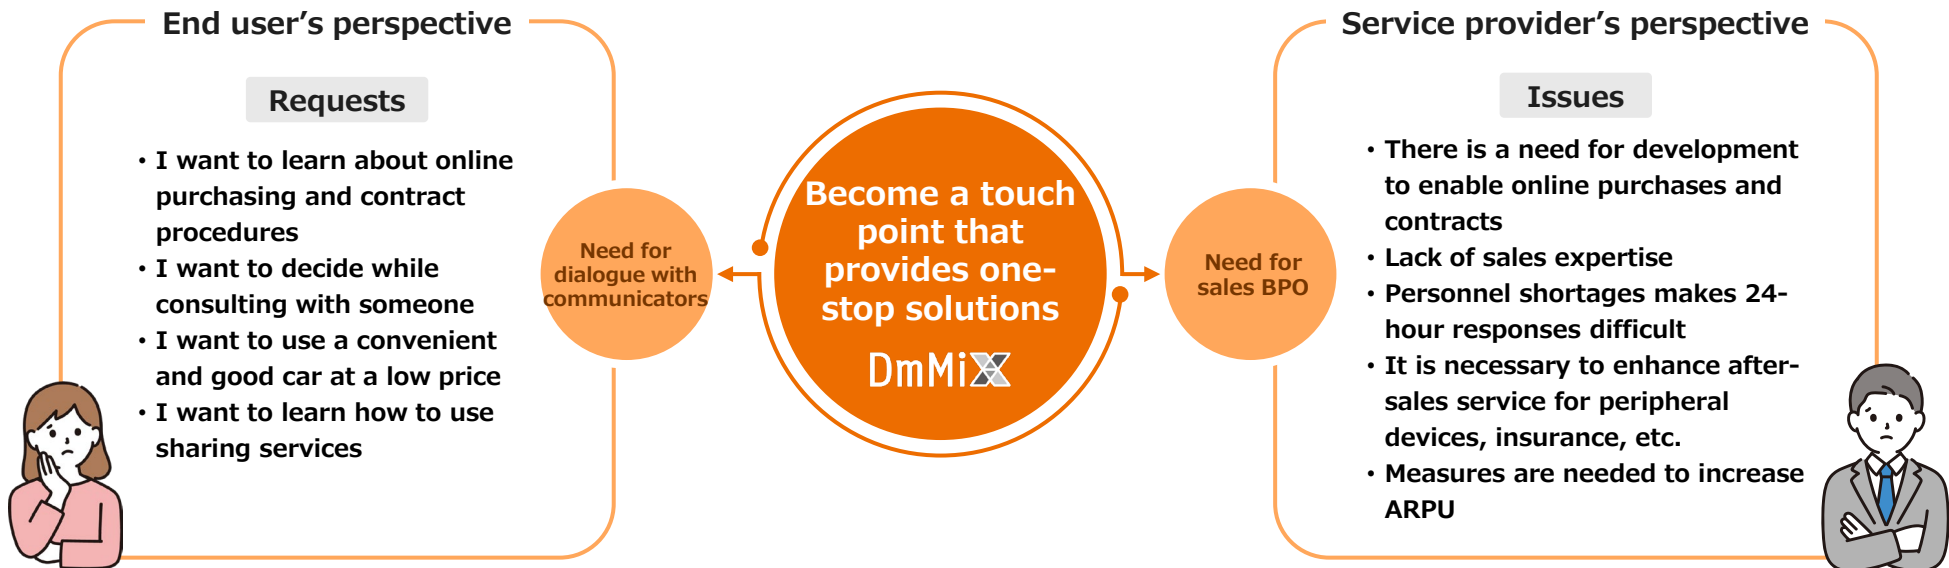 End user’s perspective
Requests
・I want to learn about online
purchasing and contract
procedures
・I want to decide while
consulting with someone
・I want to use a convenient
and good car at a low price
・I want to learn how to use
sharing services
Need for
dialogue with
communicators
Become a touch
point that
provides one-
stop solutions
DmMiX
Need for
sales BPO
Service provider’s perspective
Issues
・There is a need for development
to enable online purchases and
contracts
・Lack of sales expertise
・Personnel shortages makes 24-
hour responses difficult
・It is necessary to enhance after-
sales service for peripheral
devices, insurance, etc.
・Measures are needed to increase
ARPU